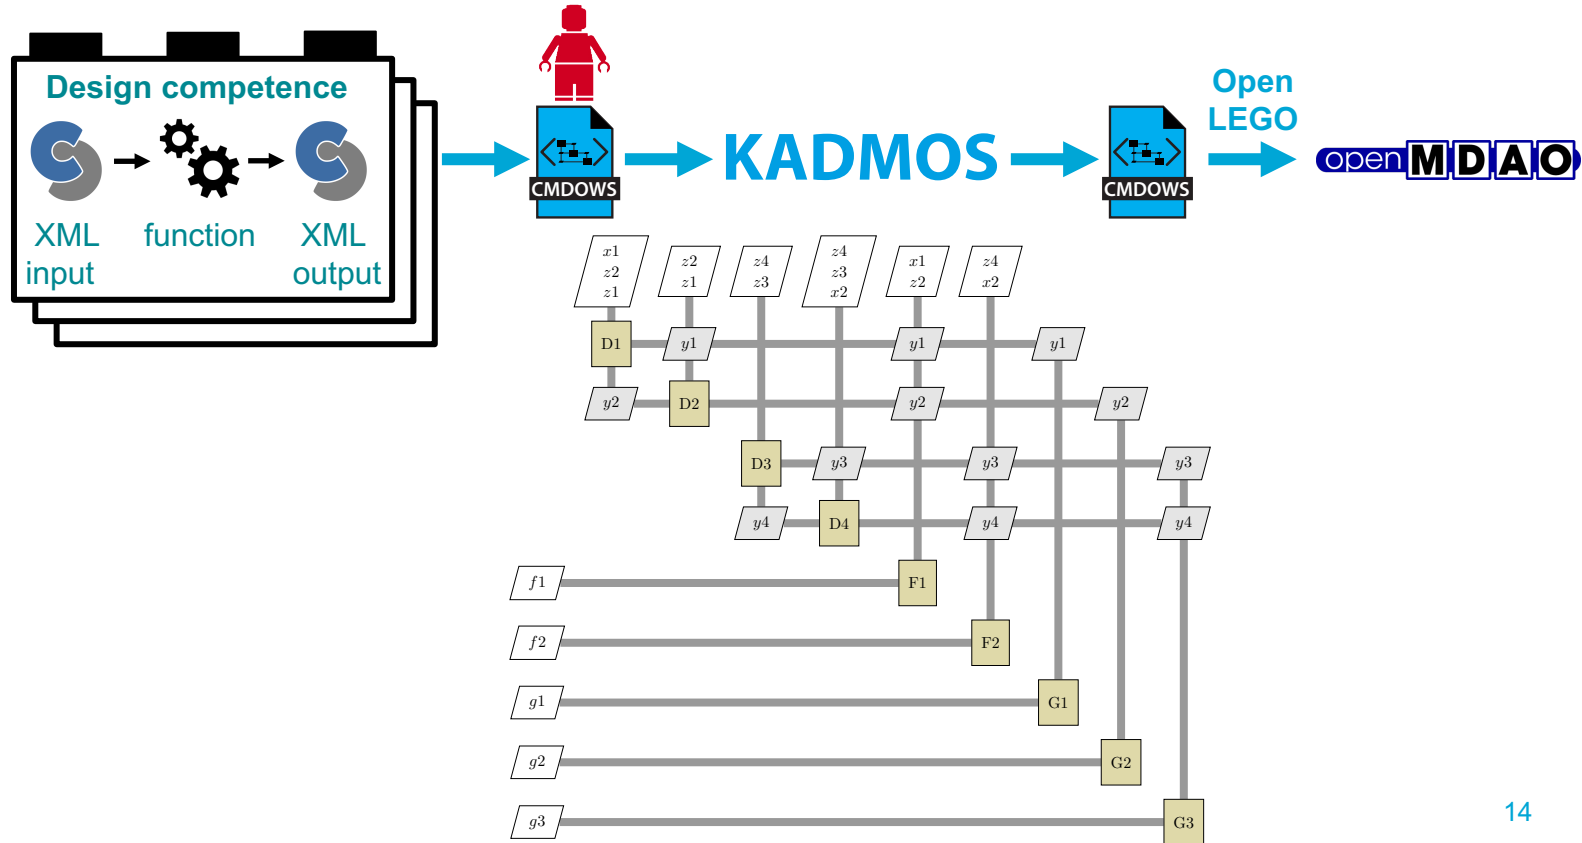 Design competence
XML
input
function
XML
output
CMDOWS
KADMOS
CMDOWS
Open
LEGO
open MDAO
x1
z2
z1
z2
z1
z4
z3
z4
z3
x2
x1
z2
z4
x2
D1
y1
y1
y1
y2
D2
y2
y2
D3
y3
y3
y3
y4
D4
y4
y4
f1
F1
f2
F2
g1
G1
g2
G2
g3
G3
14